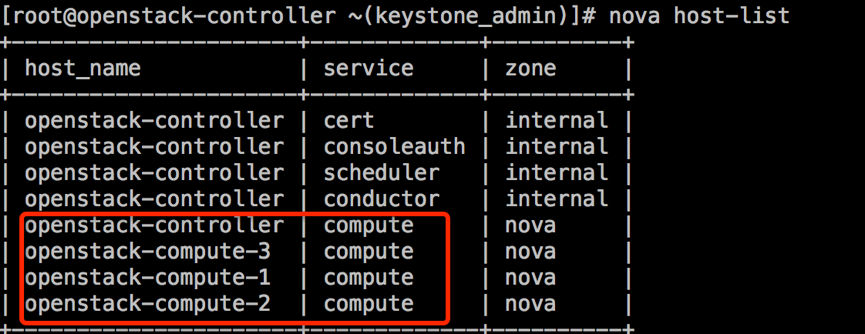 [root@openstack-controller ~(keystone_admin)]# nova host-list
+----------------------+-------------+----------+
| host_name            | service     | zone     |
+----------------------+-------------+----------+
| openstack-controller | cert        | internal |
| openstack-controller | consoleauth | internal |
| openstack-controller | scheduler   | internal |
| openstack-controller | conductor   | internal |
| openstack-controller | compute     | nova     |
| openstack-compute-3  | compute     | nova     |
| openstack-compute-1  | compute     | nova     |
| openstack-compute-2  | compute     | nova     |
+----------------------+-------------+----------+